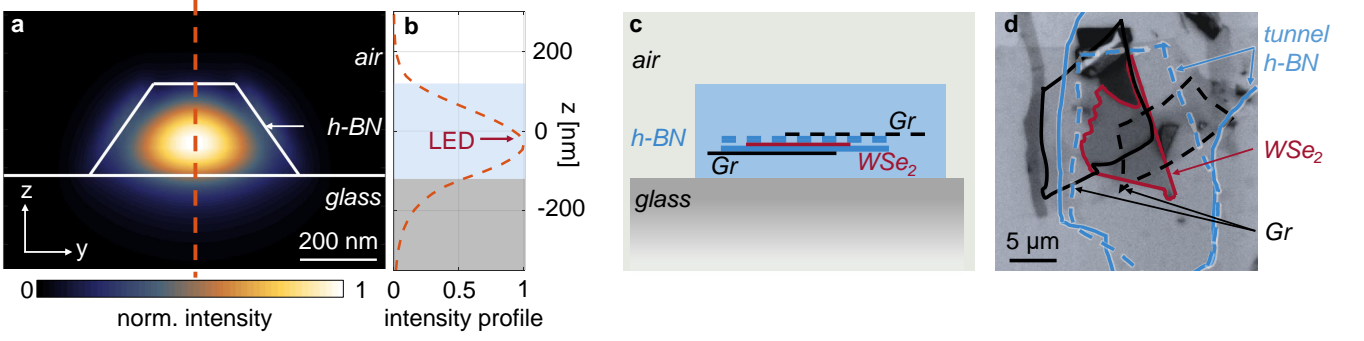 a
air
h-BN
glass
z
y
200 nm
0
1
norm. intensity
b
200
0
-200
z [nm]
LED
0
0.5
1
intensity profile
c
air
h-BN
Gr
Gr
WSe₂
glass
d
tunnel
h-BN
WSe₂
Gr
5 µm